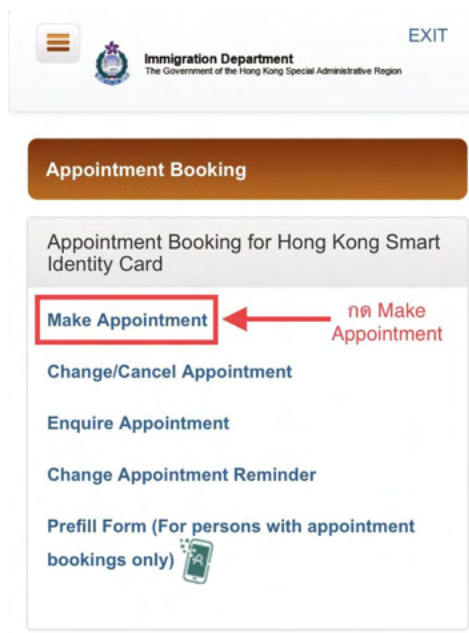 EXIT
Immigration Department
The Government of the Hong Kong Special Administrative Region
Appointment Booking
Appointment Booking for Hong Kong Smart
Identity Card
Make Appointment
กด Make
Appointment
Change/Cancel Appointment
Enquire Appointment
Change Appointment Reminder
Prefill Form (For persons with appointment
bookings only)